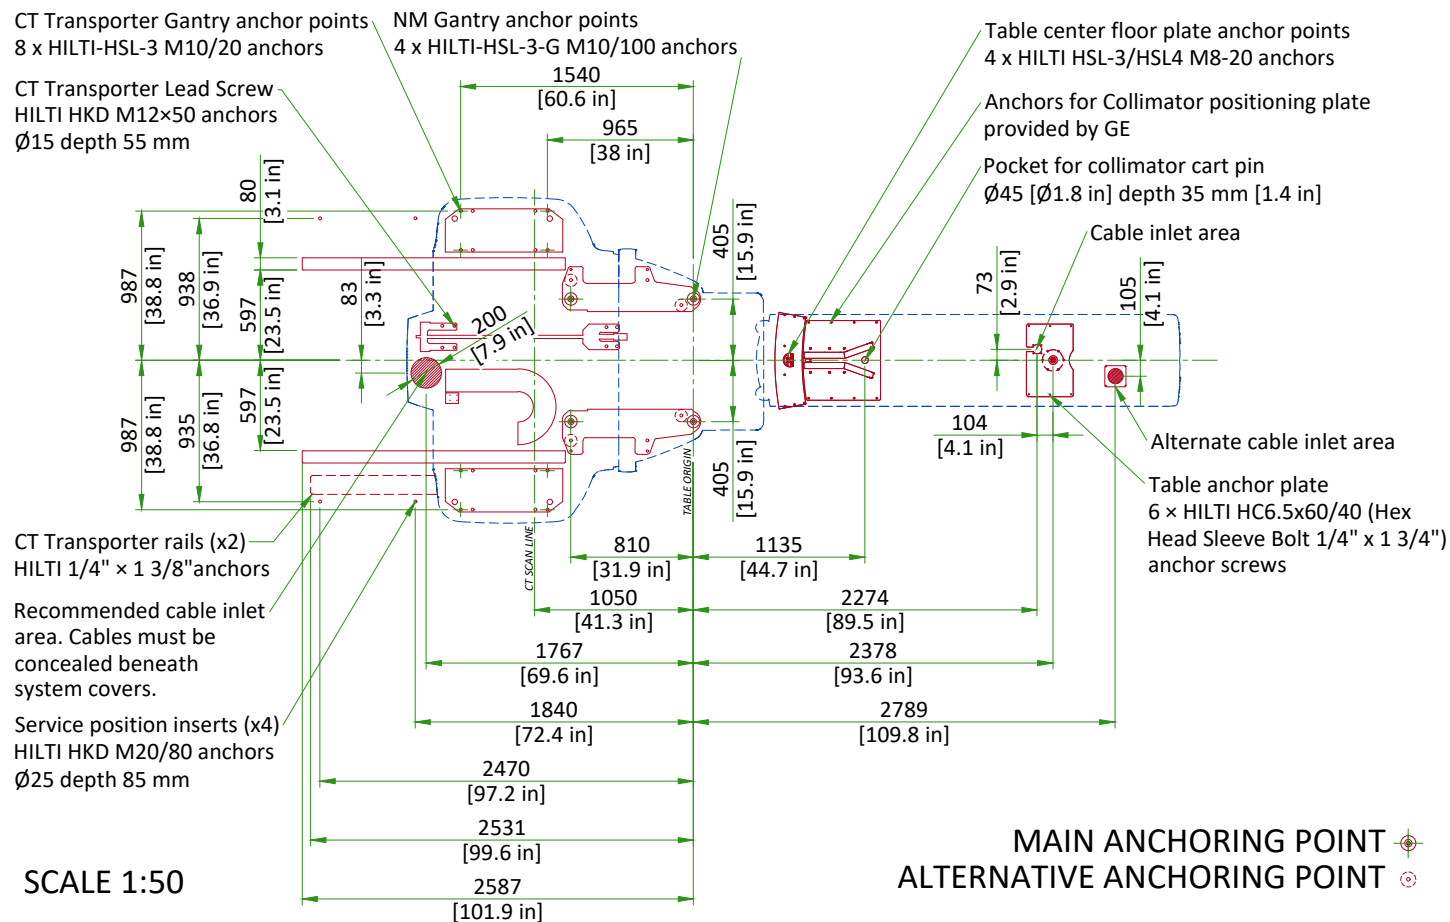 CT Transporter Gantry anchor points
8 x HILTI-HSL-3 M10/20 anchors
NM Gantry anchor points
4 x HILTI-HSL-3-G M10/100 anchors
Table center floor plate anchor points
4 x HILTI HSL-3/HSL4 M8-20 anchors
CT Transporter Lead Screw
HILTI HKD M12×50 anchors
Ø15 depth 55 mm
Anchors for Collimator positioning plate
provided by GE
Pocket for collimator cart pin
Ø45 [Ø1.8 in] depth 35 mm [1.4 in]
Cable inlet area
1540
[60.6 in]
965
[38 in]
80
[3.1 in]
987
[38.8 in]
938
[36.9 in]
597
[23.5 in]
83
[3.3 in]
200
[7.9 in]
405
[15.9 in]
73
[2.9 in]
105
[4.1 in]
987
[38.8 in]
935
[36.8 in]
597
[23.5 in]
405
[15.9 in]
104
[4.1 in]
Alternate cable inlet area
Table anchor plate
6 × HILTI HC6.5x60/40 (Hex
Head Sleeve Bolt 1/4" x 1 3/4")
anchor screws
TABLE ORIGIN
CT SCAN LINE
CT Transporter rails (x2)
HILTI 1/4" × 1 3/8"anchors
Recommended cable inlet
area. Cables must be
concealed beneath
system covers.
Service position inserts (x4)
HILTI HKD M20/80 anchors
Ø25 depth 85 mm
810
[31.9 in]
1135
[44.7 in]
1050
[41.3 in]
2274
[89.5 in]
1767
[69.6 in]
2378
[93.6 in]
1840
[72.4 in]
2789
[109.8 in]
2470
[97.2 in]
2531
[99.6 in]
2587
[101.9 in]
SCALE 1:50
MAIN ANCHORING POINT
ALTERNATIVE ANCHORING POINT